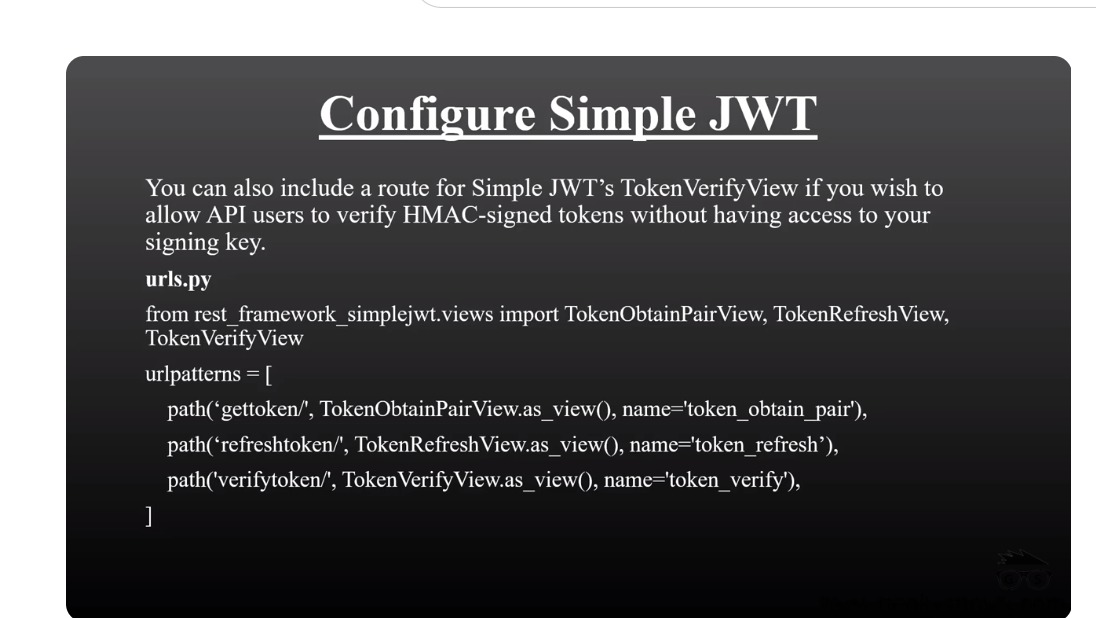 Configure Simple JWT
You can also include a route for Simple JWT’s TokenVerifyView if you wish to
allow API users to verify HMAC-signed tokens without having access to your
signing key.
urls.py
from rest_framework_simplejwt.views import TokenObtainPairView, TokenRefreshView,
TokenVerifyView
urlpatterns = [
path(‘gettoken/', TokenObtainPairView.as_view(), name='token_obtain_pair'),
path(‘refreshtoken/', TokenRefreshView.as_view(), name='token_refresh’),
path('verifytoken/', TokenVerifyView.as_view(), name='token_verify'),
]